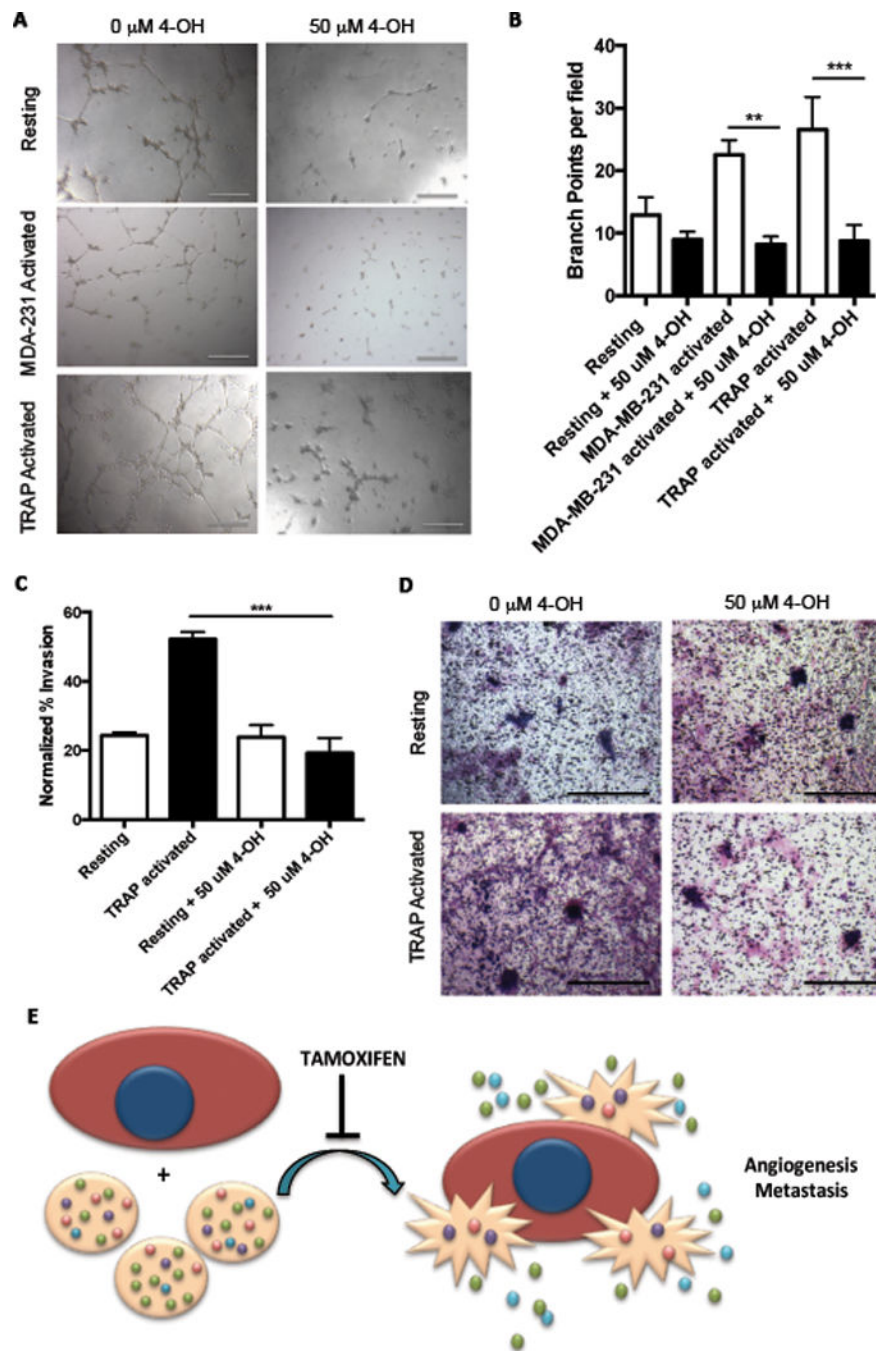 A
0 µM 4-OH
50 µM 4-OH
Resting
MDA-231 Activated
TRAP Activated
B
Branch Points per field
40
30
20
10
0
**
***
Resting
Resting + 50 uM 4-OH
MDA-MB-231 activated
MDA-MB-231 activated + 50 uM 4-OH
TRAP activated
TRAP activated + 50 uM 4-OH
C
Normalized % Invasion
60
40
20
0
***
Resting
TRAP activated
Resting + 50 uM 4-OH
TRAP activated + 50 uM 4-OH
D
0 µM 4-OH
50 µM 4-OH
Resting
TRAP Activated
E
TAMOXIFEN
+
Angiogenesis
Metastasis